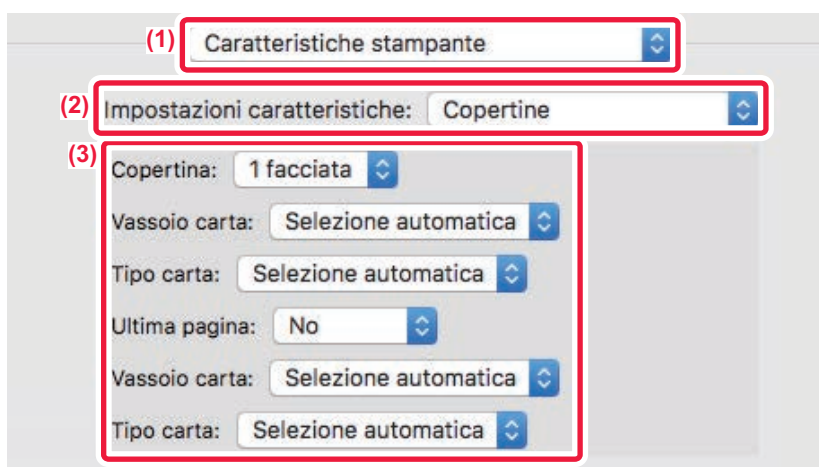 (1) Caratteristiche stampante
(2) Impostazioni caratteristiche: Copertine
(3)
Copertina: 1 facciata
Vassoio carta: Selezione automatica
Tipo carta: Selezione automatica
Ultima pagina: No
Vassoio carta: Selezione automatica
Tipo carta: Selezione automatica